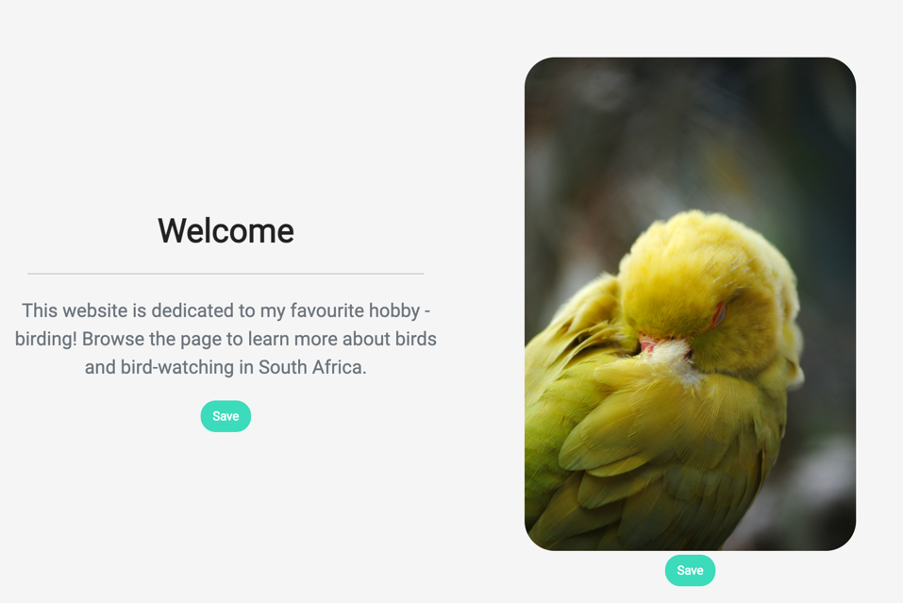 Welcome
This website is dedicated to my favourite hobby -
birding! Browse the page to learn more about birds
and bird-watching in South Africa.
Save
Save